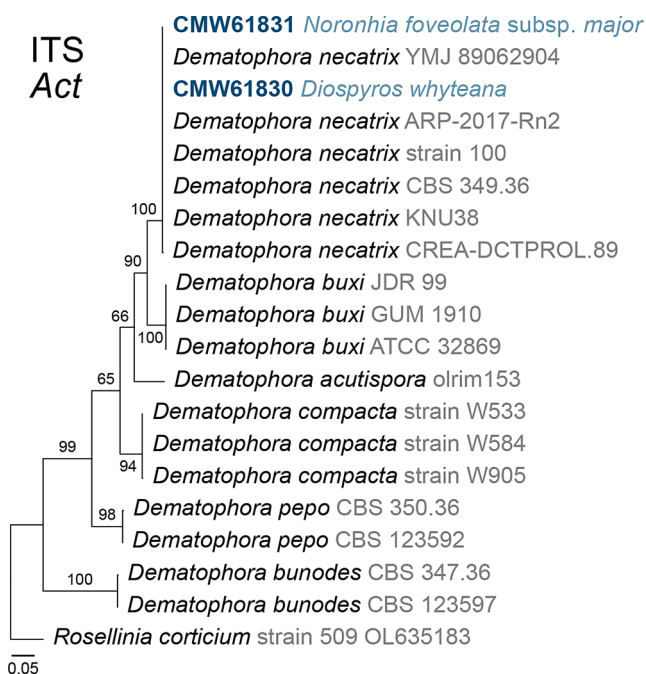 ITS
Act
CMW61831 Noronhia foveolata subsp. major
Dematophora necatrix YMJ 89062904
CMW61830 Diospyros whyteana
Dematophora necatrix ARP-2017-Rn2
Dematophora necatrix strain 100
Dematophora necatrix CBS 349.36
100
Dematophora necatrix KNU38
Dematophora necatrix CREA-DCTPROL.89
90
Dematophora buxi JDR 99
66
Dematophora buxi GUM 1910
100
Dematophora buxi ATCC 32869
65
Dematophora acutispora olrim153
Dematophora compacta strain W533
99
Dematophora compacta strain W584
94
Dematophora compacta strain W905
98
Dematophora pepo CBS 350.36
Dematophora pepo CBS 123592
100
Dematophora bunodes CBS 347.36
Dematophora bunodes CBS 123597
Rosellinia corticium strain 509 OL635183
0.05